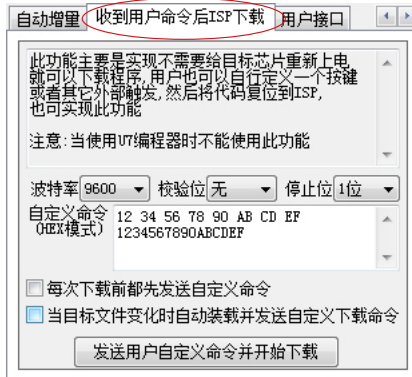 自动增量 收到用户命令后ISP下载 用户接口
此功能主要是实现不需要给目标芯片重新上电
就可以下载程序,用户也可以自行定义一个按键
或者其它外部触发,然后将代码复位到ISP,
也可实现此功能
注意:当使用U7编程器时不能使用此功能
波特率 9600 校验位 无 停止位 1位
自定义命令 12 34 56 78 90 AB CD EF
(HEX模式) 1234567890ABCDEF
每次下载前都先发送自定义命令
当目标文件变化时自动装载并发送自定义下载命令
发送用户自定义命令并开始下载